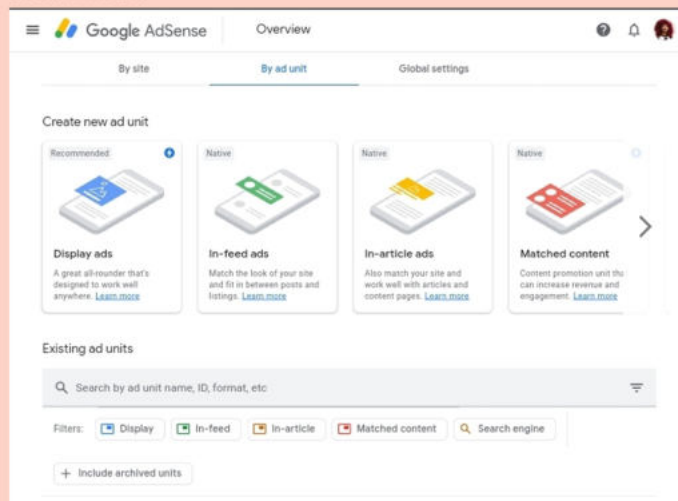 Google AdSense
Overview
By site
By ad unit
Global settings
Create new ad unit
Recommended
Display ads
A great all-rounder that's
designed to work well
anywhere. Learn more
Native
In-feed ads
Match the look of your site
and fit in between posts and
listings. Learn more
Native
In-article ads
Also match your site and
work well with articles and
content pages. Learn more
Native
Matched content
Content promotion unit tha
can increase revenue and
engagement. Learn more
Existing ad units
Search by ad unit name, ID, format, etc
Filters: Display In-feed In-article Matched content Search engine
+ Include archived units